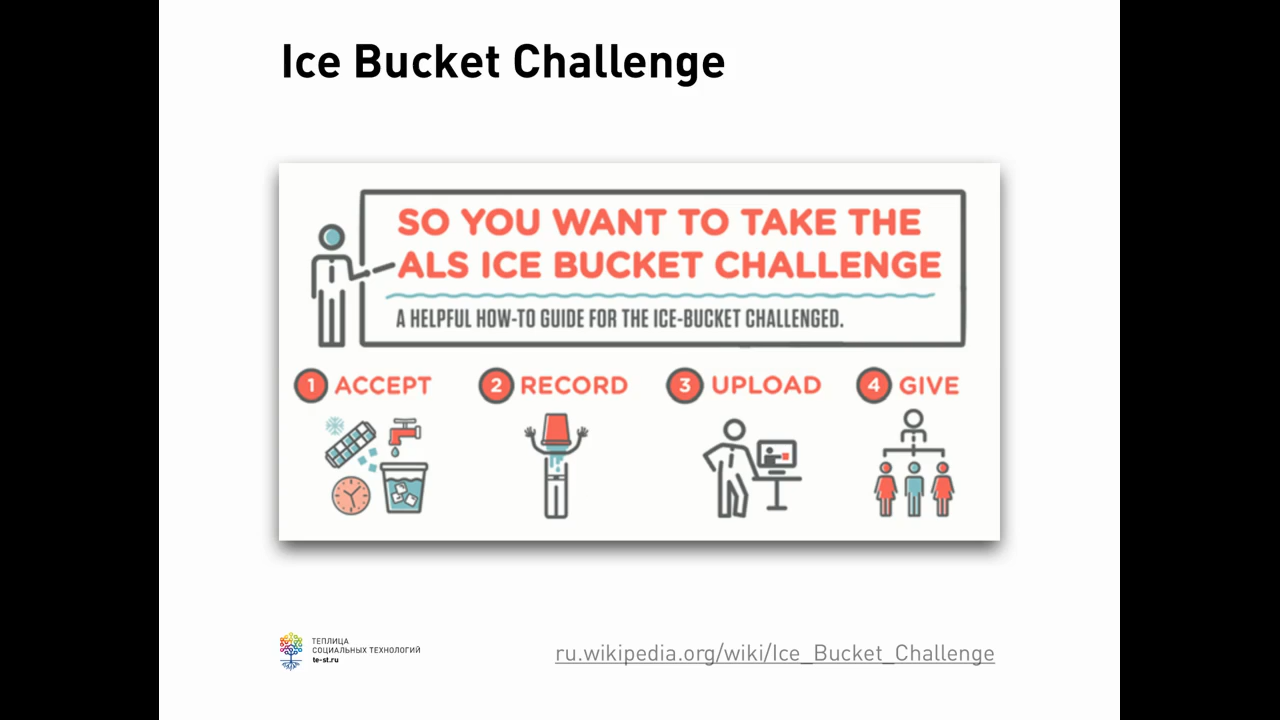 Ice Bucket Challenge
SO YOU WANT TO TAKE THE
ALS ICE BUCKET CHALLENGE
A HELPFUL HOW-TO GUIDE FOR THE ICE-BUCKET CHALLENGED.
1 ACCEPT
2 RECORD
3 UPLOAD
4 GIVE
ТЕПЛИЦА
СОЦИАЛЬНЫХ ТЕХНОЛОГИЙ
te-st.ru
ru.wikipedia.org/wiki/Ice_Bucket_Challenge